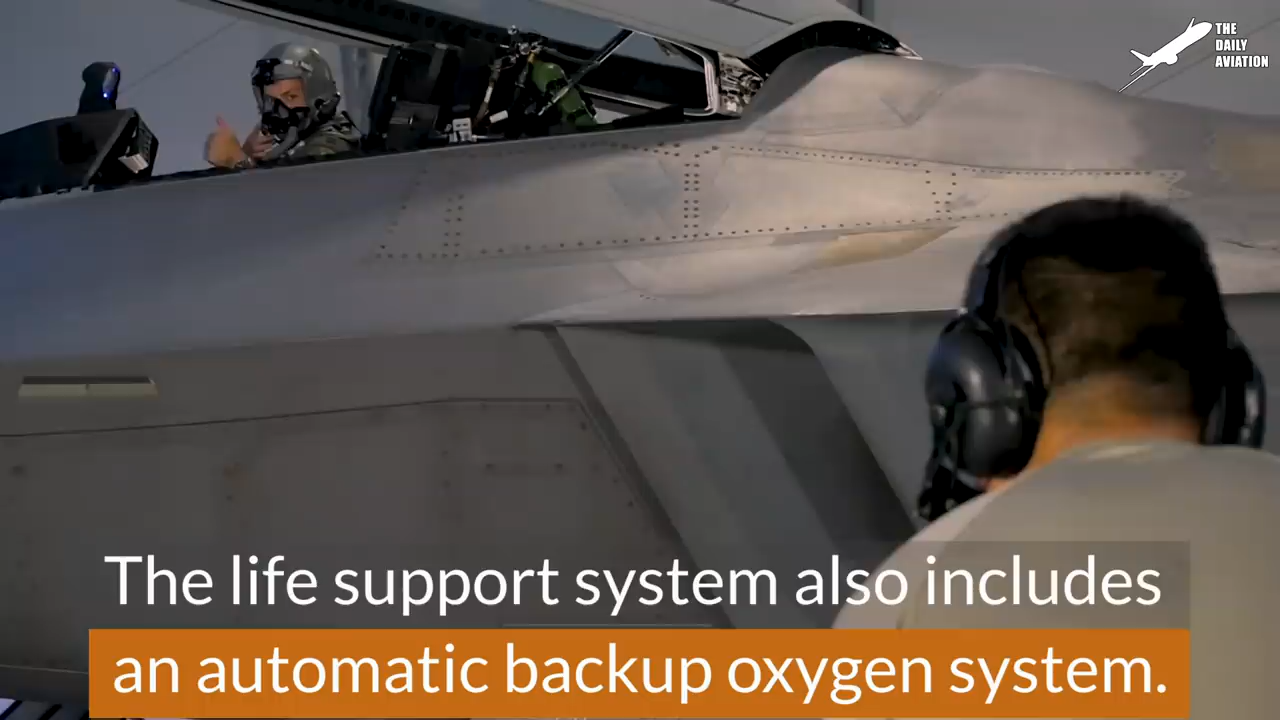 THE
DAILY
AVIATION
The life support system also includes
an automatic backup oxygen system.